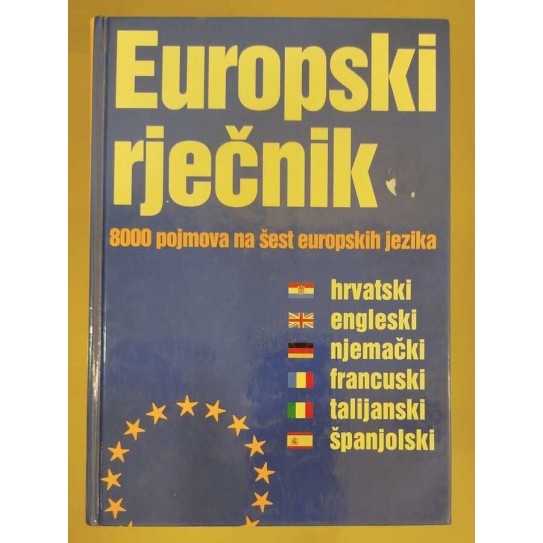 Europski
rječnik
8000 pojmova na šest europskih jezika
hrvatski
engleski
njemački
francuski
talijanski
španjolski